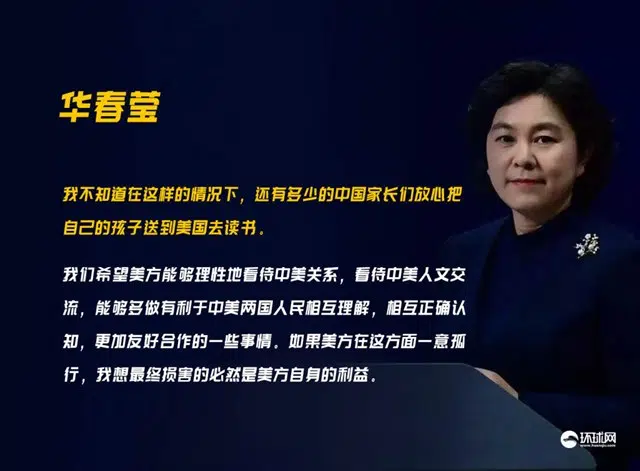 华春莹
我不知道在这样的情况下，还有多少的中国家长们放心把
自己的孩子送到美国去读书。
我们希望美方能够理性地看待中美关系，看待中美人文交
流，能够多做有利于中美两国人民相互理解，相互正确认
知，更加友好合作的一些事情。如果美方在这方面一意孤
行，我想最终损害的必然是美方自身的利益。
环球网
www.huanqiu.com